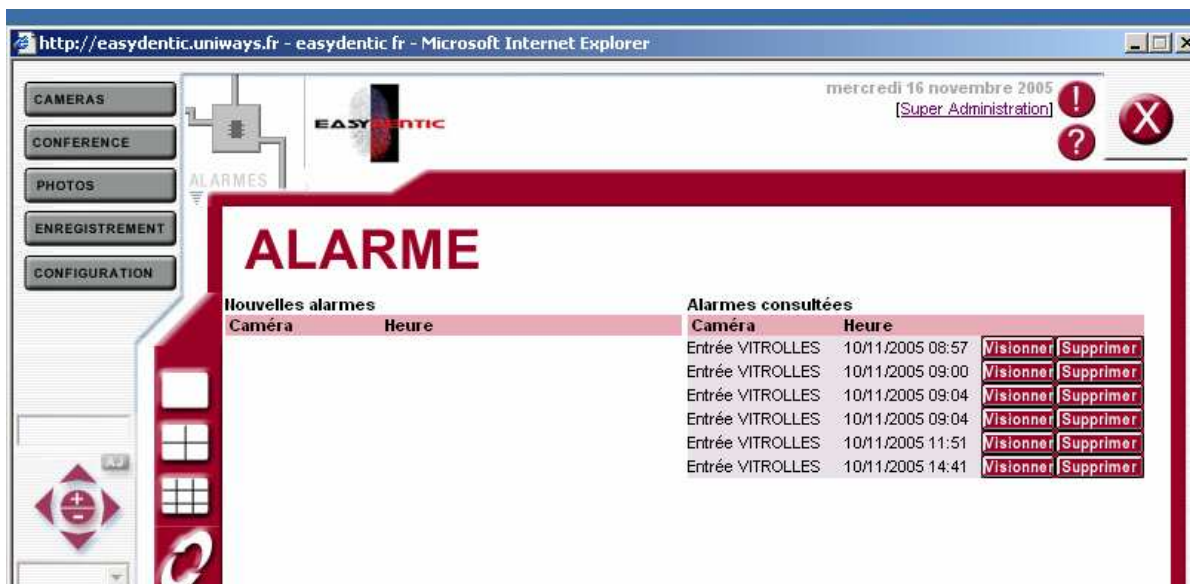 http://easydentic.uniways.fr - easydentic fr - Microsoft Internet Explorer
CAMERAS
CONFERENCE
PHOTOS
ENREGISTREMENT
CONFIGURATION
ALARMES
EASYDENTIC
mercredi 16 novembre 2005
[Super Administration]
!
?
X
ALARME
Nouvelles alarmes
Caméra Heure
Alarmes consultées
Caméra Heure
Entrée VITROLLES 10/11/2005 08:57 Visionner Supprimer
Entrée VITROLLES 10/11/2005 09:00 Visionner Supprimer
Entrée VITROLLES 10/11/2005 09:04 Visionner Supprimer
Entrée VITROLLES 10/11/2005 09:04 Visionner Supprimer
Entrée VITROLLES 10/11/2005 11:51 Visionner Supprimer
Entrée VITROLLES 10/11/2005 14:41 Visionner Supprimer